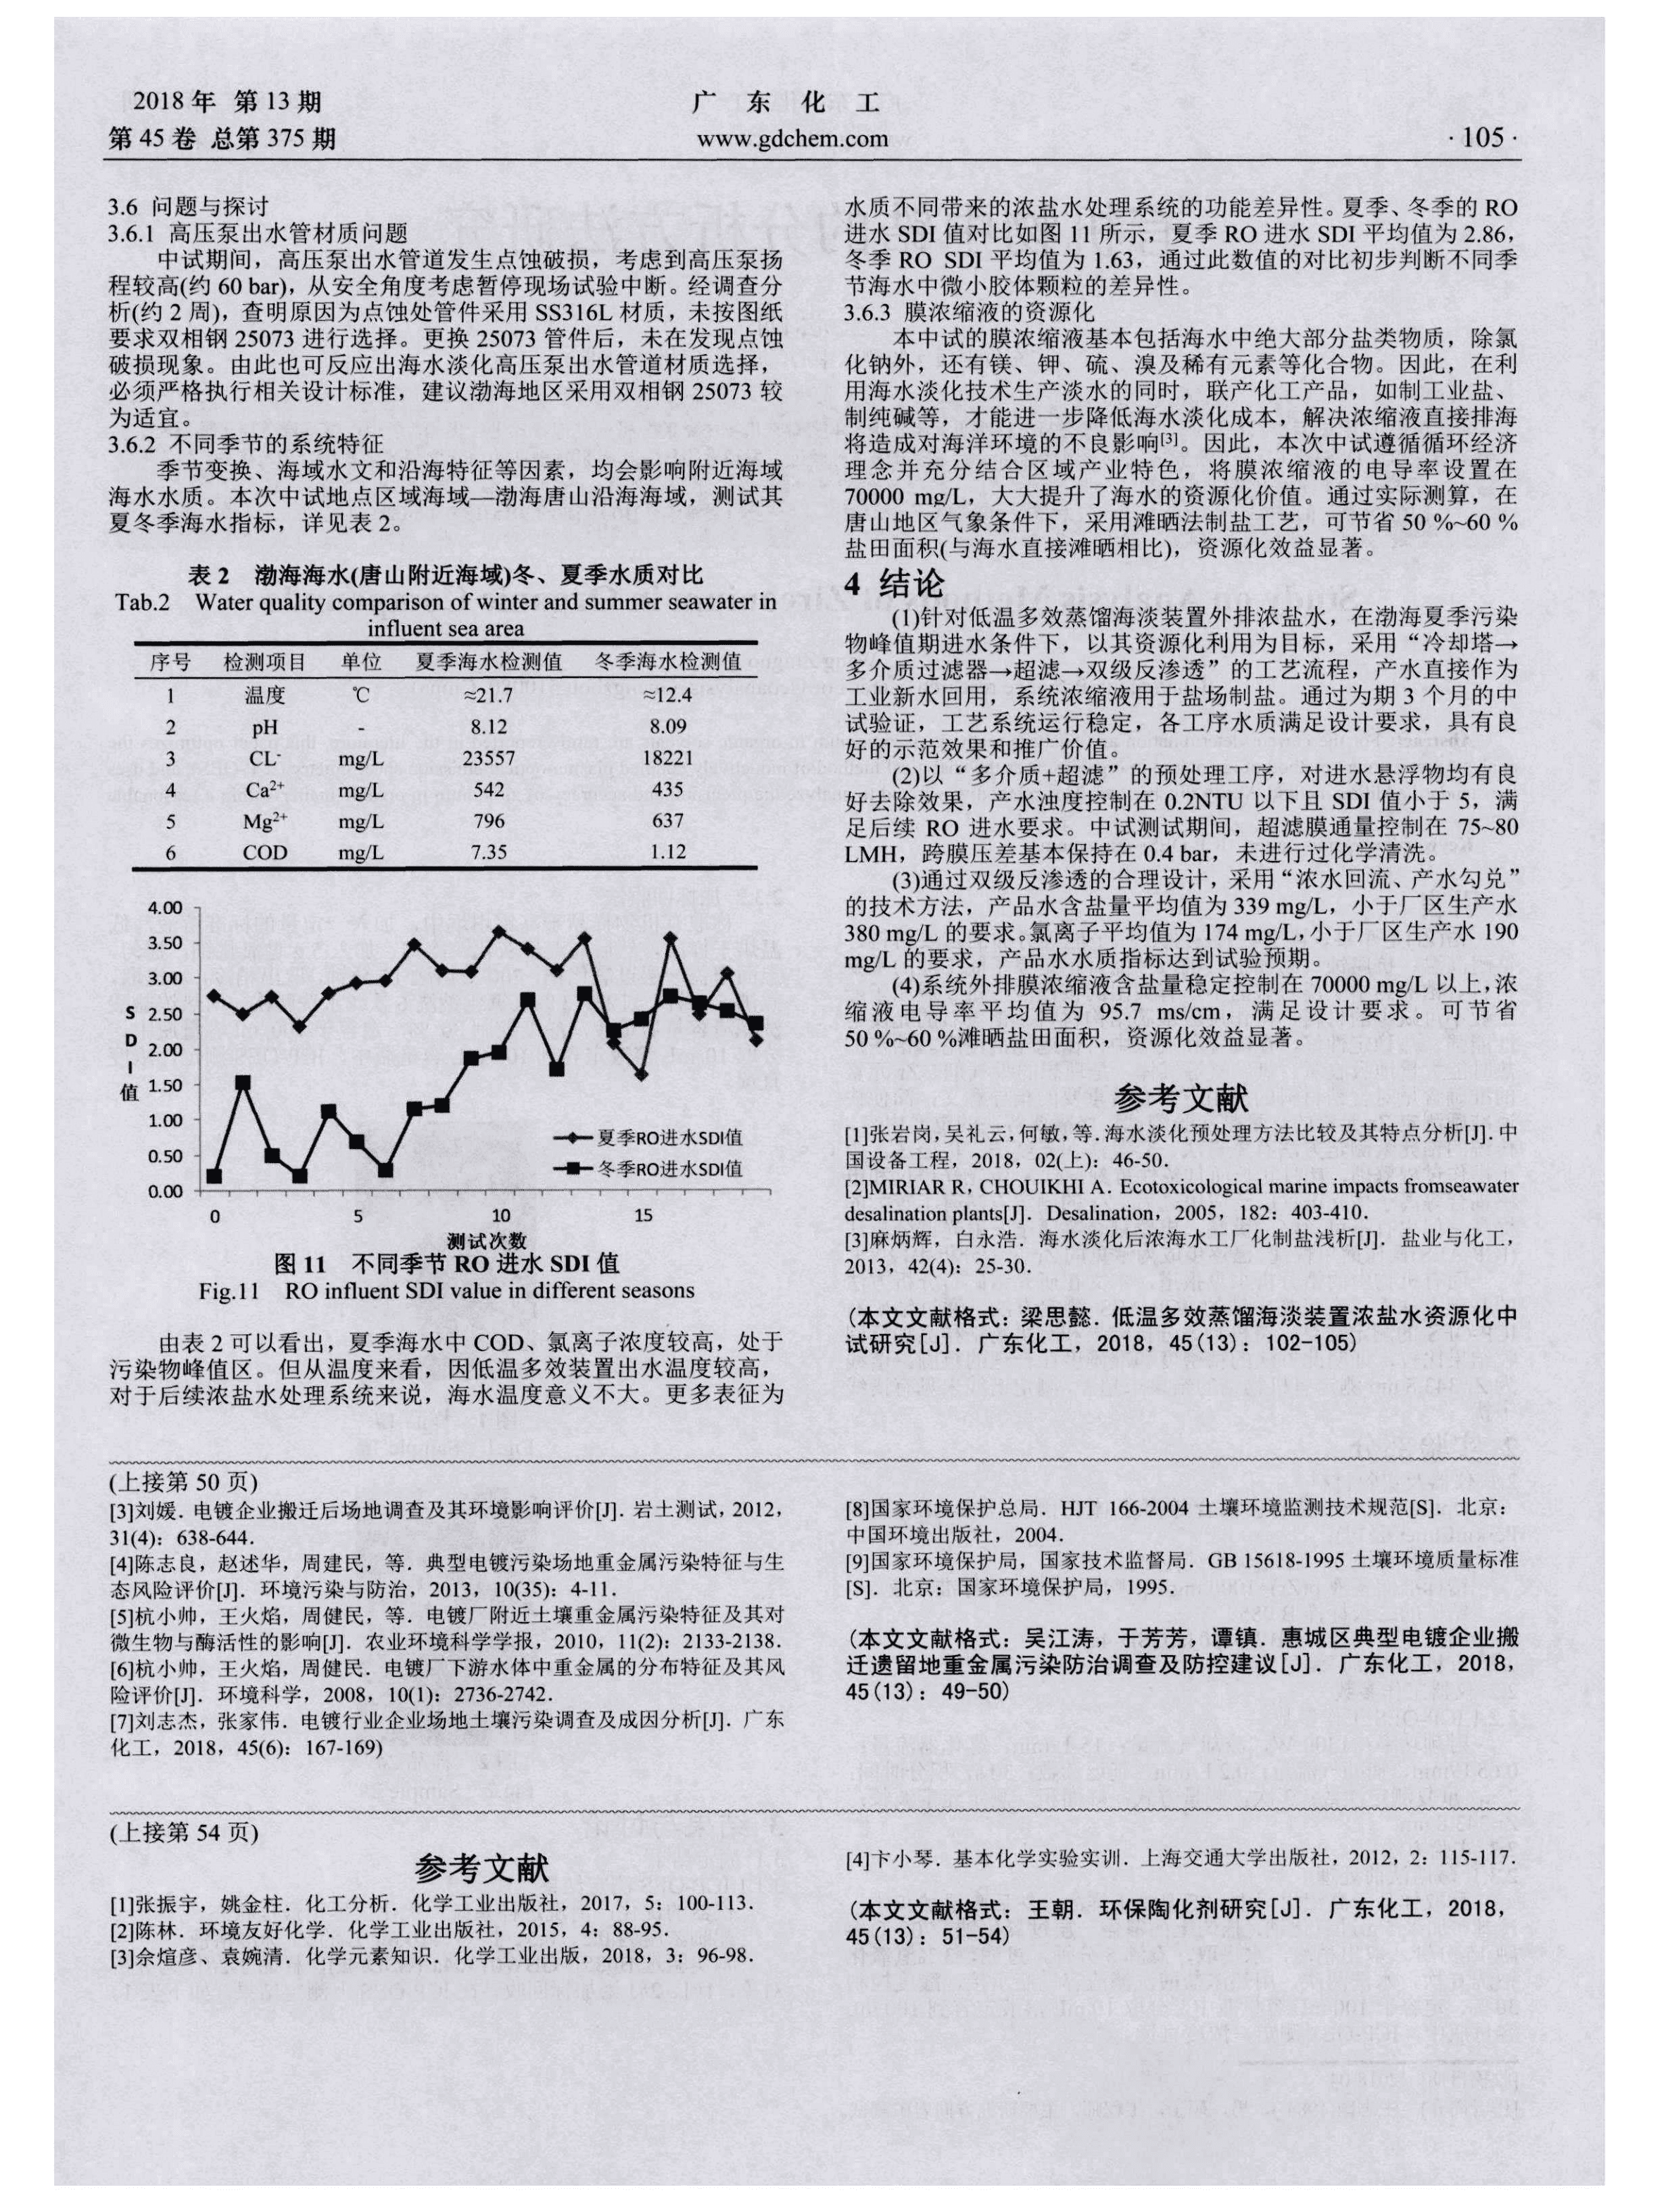 2018 年 第 13 期
第 45 卷 总第 375 期
广 东 化 工
www.gdchem.com
· 105 ·
3.6 问题与探讨
3.6.1 高压泵出水管材质问题
中试期间，高压泵出水管道发生点蚀破损，考虑到高压泵扬
程较高(约 60 bar)，从安全角度考虑暂停现场试验中断。经调查分
析(约 2 周)，查明原因为点蚀处管件采用 SS316L 材质，未按图纸
要求双相钢 25073 进行选择。更换 25073 管件后，未在发现点蚀
破损现象。由此也可反应出海水淡化高压泵出水管道材质选择，
必须严格执行相关设计标准，建议渤海地区采用双相钢 25073 较
为适宜。
3.6.2 不同季节的系统特征
季节变换、海域水文和沿海特征等因素，均会影响附近海域
海水水质。本次中试地点区域海域—渤海唐山沿海海域，测试其
夏冬季海水指标，详见表 2。
表 2 渤海海水(唐山附近海域)冬、夏季水质对比
Tab.2 Water quality comparison of winter and summer seawater in
influent sea area
序号 检测项目 单位 夏季海水检测值 冬季海水检测值
1 温度 ℃ ≈21.7 ≈12.4
2 pH - 8.12 8.09
3 CL⁻ mg/L 23557 18221
4 Ca²⁺ mg/L 542 435
5 Mg²⁺ mg/L 796 637
6 COD mg/L 7.35 1.12
4.00
3.50
3.00
2.50
2.00
1.50
1.00
0.50
0.00
SDI值
夏季RO进水SDI值
冬季RO进水SDI值
0 5 10 15
测试次数
图 11 不同季节 RO 进水 SDI 值
Fig.11 RO influent SDI value in different seasons
由表 2 可以看出，夏季海水中 COD、氯离子浓度较高，处于
污染物峰值区。但从温度来看，因低温多效装置出水温度较高，
对于后续浓盐水处理系统来说，海水温度意义不大。更多表征为
水质不同带来的浓盐水处理系统的功能差异性。夏季、冬季的 RO
进水 SDI 值对比如图 11 所示，夏季 RO 进水 SDI 平均值为 2.86，
冬季 RO SDI 平均值为 1.63，通过此数值的对比初步判断不同季
节海水中微小胶体颗粒的差异性。
3.6.3 膜浓缩液的资源化
本中试的膜浓缩液基本包括海水中绝大部分盐类物质，除氯
化钠外，还有镁、钾、硫、溴及稀有元素等化合物。因此，在利
用海水淡化技术生产淡水的同时，联产化工产品，如制工业盐、
制纯碱等，才能进一步降低海水淡化成本，解决浓缩液直接排海
将造成对海洋环境的不良影响[3]。因此，本次中试遵循循环经济
理念并充分结合区域产业特色，将膜浓缩液的电导率设置在
70000 mg/L，大大提升了海水的资源化价值。通过实际测算，在
唐山地区气象条件下，采用滩晒法制盐工艺，可节省 50 %~60 %
盐田面积(与海水直接滩晒相比)，资源化效益显著。
4 结论
(1)针对低温多效蒸馏海淡装置外排浓盐水，在渤海夏季污染
物峰值期进水条件下，以其资源化利用为目标，采用“冷却塔→
多介质过滤器→超滤→双级反渗透”的工艺流程，产水直接作为
工业新水回用，系统浓缩液用于盐场制盐。通过为期 3 个月的中
试验证，工艺系统运行稳定，各工序水质满足设计要求，具有良
好的示范效果和推广价值。
(2)以“多介质+超滤”的预处理工序，对进水悬浮物均有良
好去除效果，产水浊度控制在 0.2NTU 以下且 SDI 值小于 5，满
足后续 RO 进水要求。中试测试期间，超滤膜通量控制在 75~80
LMH，跨膜压差基本保持在 0.4 bar，未进行过化学清洗。
(3)通过双级反渗透的合理设计，采用“浓水回流、产水勾兑”
的技术方法，产品水含盐量平均值为 339 mg/L，小于厂区生产水
380 mg/L 的要求。氯离子平均值为 174 mg/L，小于厂区生产水 190
mg/L 的要求，产品水水质指标达到试验预期。
(4)系统外排膜浓缩液含盐量稳定控制在 70000 mg/L 以上，浓
缩液电导率平均值为 95.7 ms/cm，满足设计要求。可节省
50 %~60 %滩晒盐田面积，资源化效益显著。
参考文献
[1]张岩岗，吴礼云，何敏，等．海水淡化预处理方法比较及其特点分析[J]．中
国设备工程，2018，02(上)：46-50．
[2]MIRIAR R，CHOUIKHI A．Ecotoxicological marine impacts fromseawater
desalination plants[J]．Desalination，2005，182：403-410．
[3]麻炳辉，白永浩．海水淡化后浓海水工厂化制盐浅析[J]．盐业与化工，
2013，42(4)：25-30．
(本文文献格式：梁思懿．低温多效蒸馏海淡装置浓盐水资源化中
试研究[J]．广东化工，2018，45(13)：102-105)
(上接第 50 页)
[3]刘媛．电镀企业搬迁后场地调查及其环境影响评价[J]．岩土测试，2012，
31(4)：638-644．
[4]陈志良，赵述华，周建民，等．典型电镀污染场地重金属污染特征与生
态风险评价[J]．环境污染与防治，2013，10(35)：4-11．
[5]杭小帅，王火焰，周健民，等．电镀厂附近土壤重金属污染特征及其对
微生物与酶活性的影响[J]．农业环境科学学报，2010，11(2)：2133-2138．
[6]杭小帅，王火焰，周健民．电镀厂下游水体中重金属的分布特征及其风
险评价[J]．环境科学，2008，10(1)：2736-2742．
[7]刘志杰，张家伟．电镀行业企业场地土壤污染调查及成因分析[J]．广东
化工，2018，45(6)：167-169)
[8]国家环境保护总局．HJT 166-2004 土壤环境监测技术规范[S]．北京：
中国环境出版社，2004．
[9]国家环境保护局，国家技术监督局．GB 15618-1995 土壤环境质量标准
[S]．北京：国家环境保护局，1995．
(本文文献格式：吴江涛，于芳芳，谭镇．惠城区典型电镀企业搬
迁遗留地重金属污染防治调查及防控建议[J]．广东化工，2018，
45(13)：49-50)
(上接第 54 页)
参考文献
[1]张振宇，姚金柱．化工分析．化学工业出版社，2017，5：100-113．
[2]陈林．环境友好化学．化学工业出版社，2015，4：88-95．
[3]佘煊彦、袁婉清．化学元素知识．化学工业出版，2018，3：96-98．
[4]卞小琴．基本化学实验实训．上海交通大学出版社，2012，2：115-117．
(本文文献格式：王朝．环保陶化剂研究[J]．广东化工，2018，
45(13)：51-54)